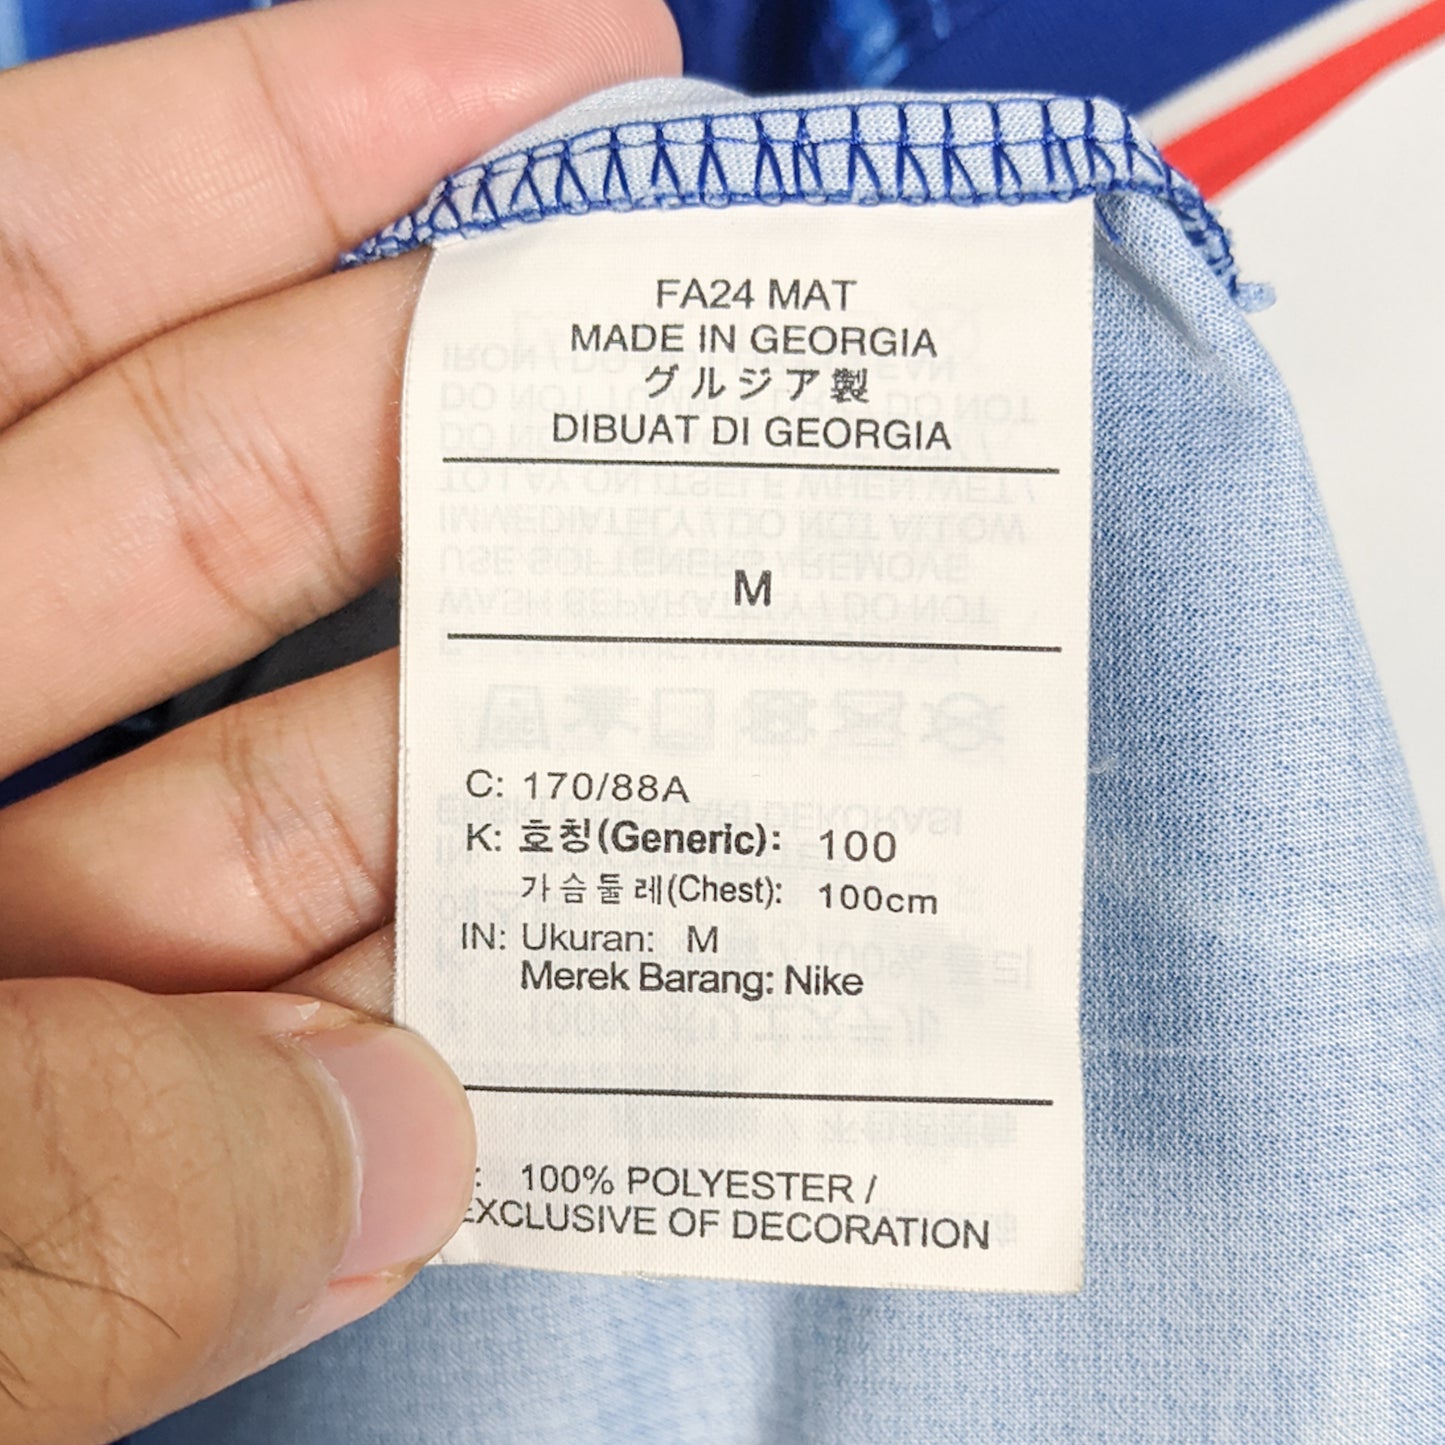 FA24 MAT
MADE IN GEORGIA
グルジア製
DIBUAT DI GEORGIA
M
C: 170/88A
K: 호칭(Generic): 100
가슴둘레(Chest): 100cm
IN: Ukuran: M
Merek Barang: Nike
: 100% POLYESTER /
EXCLUSIVE OF DECORATION